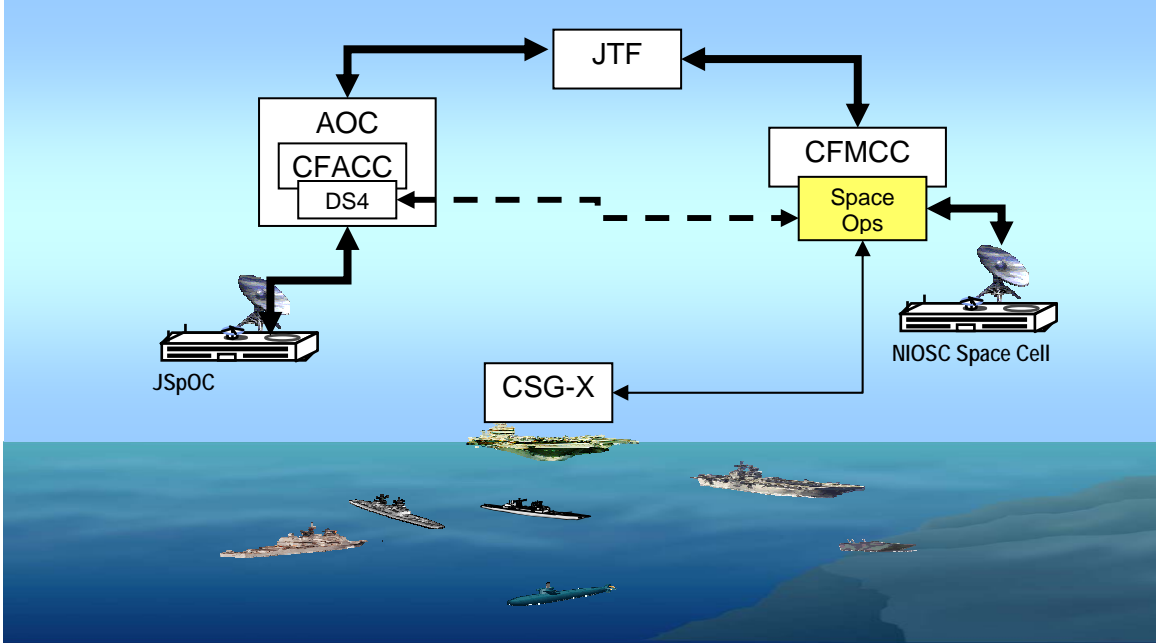 JTF
AOC
CFACC
DS4
CFMCC
Space
Ops
JSpOC
NIOSC Space Cell
CSG-X